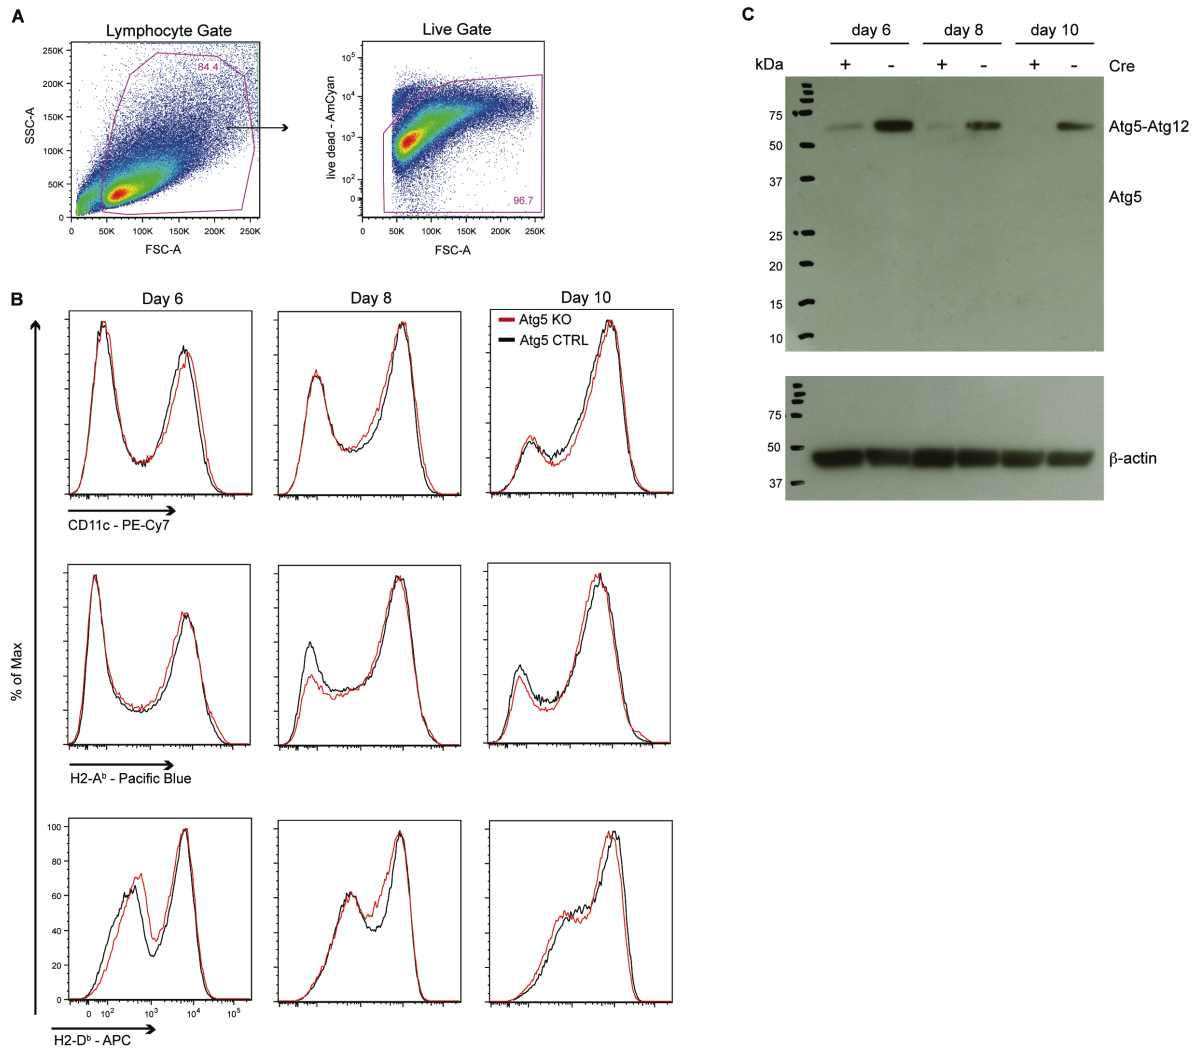 A
Lymphocyte Gate
Live Gate
250K
200K
150K
100K
50K
0
SSC-A
84.4
0 50K 100K 150K 200K 250K
FSC-A
10⁵
10⁴
10³
10²
0
live dead - AmCyan
96.7
0 50K 100K 150K 200K 250K
FSC-A
B
Day 6
Day 8
Day 10
Atg5 KO
Atg5 CTRL
CD11c - PE-Cy7
% of Max
H2-Aᵇ - Pacific Blue
100
80
60
40
20
0
0 10² 10³ 10⁴ 10⁵
H2-Dᵇ - APC
C
day 6 day 8 day 10
kDa + - + - + - Cre
75
50
37
25
20
15
10
Atg5-Atg12
Atg5
75
50
37
β-actin